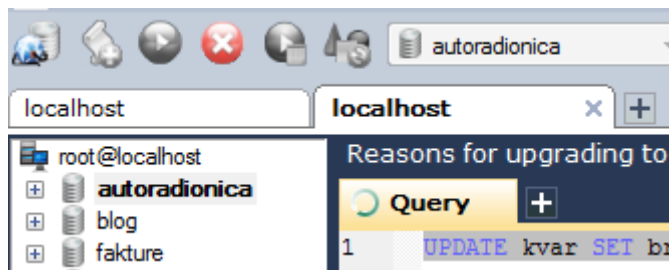 autoradionica
localhost
localhost
root@localhost
Reasons for upgrading to
autoradionica
Query
blog
fakture
1 UPDATE kvar SET